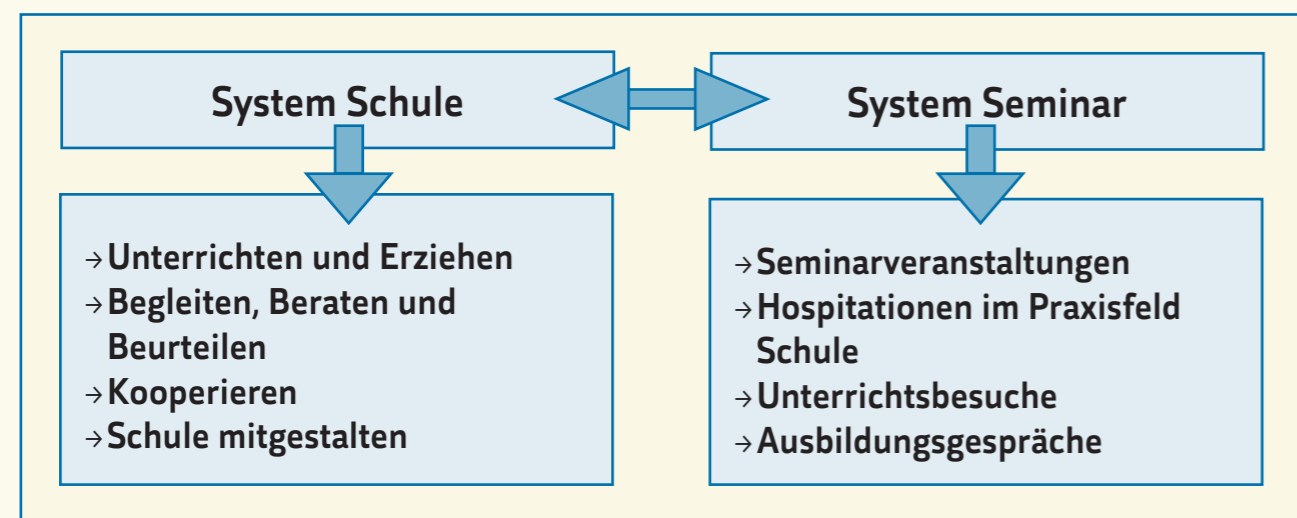 System Schule
System Seminar
→Unterrichten und Erziehen
→Begleiten, Beraten und
Beurteilen
→Kooperieren
→Schule mitgestalten
→Seminarveranstaltungen
→Hospitationen im Praxisfeld
Schule
→Unterrichtsbesuche
→Ausbildungsgespräche